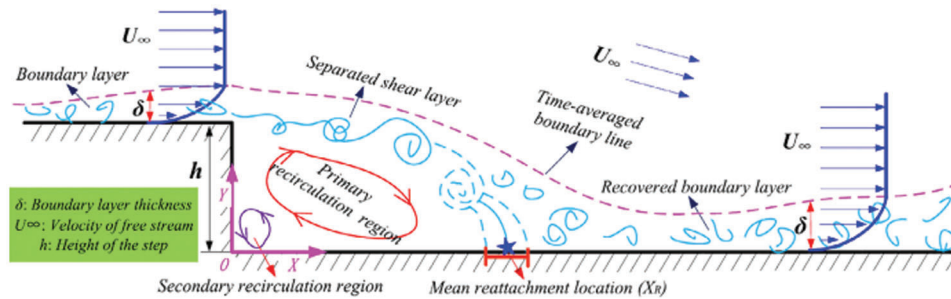 U∞
Boundary layer
δ
Separated shear layer
U∞
Time-averaged
boundary line
U∞
h
Primary
recirculation
region
Recovered boundary layer
δ
δ: Boundary layer thickness
U∞: Velocity of free stream
h: Height of the step
Y
O
X
Secondary recirculation region
Mean reattachment location (XR)